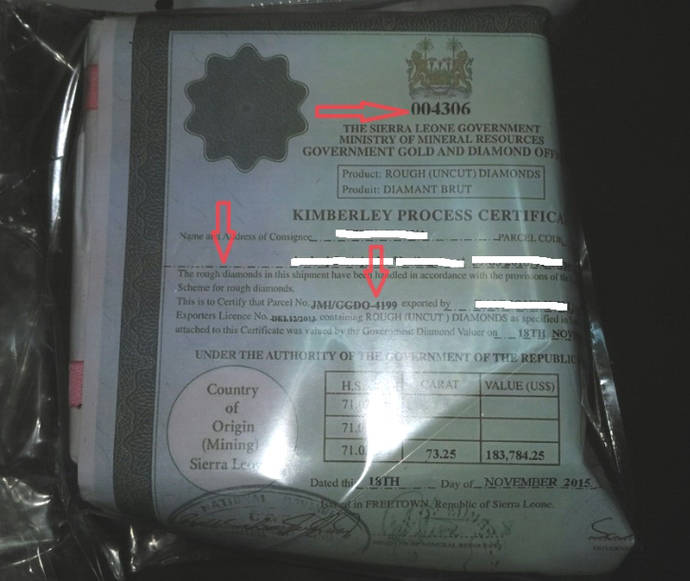 004306
THE SIERRA LEONE GOVERNMENT
MINISTRY OF MINERAL RESOURCES
GOVERNMENT GOLD AND DIAMOND OFF
Product: ROUGH (UNCUT) DIAMONDS
Produit: DIAMANT BRUT
KIMBERLEY PROCESS CERTIFICA
Name and Address of Consignee PARCEL CODE
The rough diamonds in this shipment have been handled in accordance with the provisions of the
Scheme for rough diamonds.
This is to Certify that Parcel No. JMI/GGDO-4199 exported by
Exporters Licence No. containing ROUGH (UNCUT) DIAMONDS as specified in
attached to this Certificate was valued by the Government Diamond Valuer on 18TH, NOV
UNDER THE AUTHORITY OF THE GOVERNMENT OF THE REPUBLIC
Country
of
Origin
(Mining)
Sierra Leo
H.S. CARAT VALUE (US$)
71.0
71.
71.0 73.25 183,784.25
Dated this 18TH Day of NOVEMBER 2015
Issued in FREETOWN, Republic of Sierra Leone.
NATIONAL